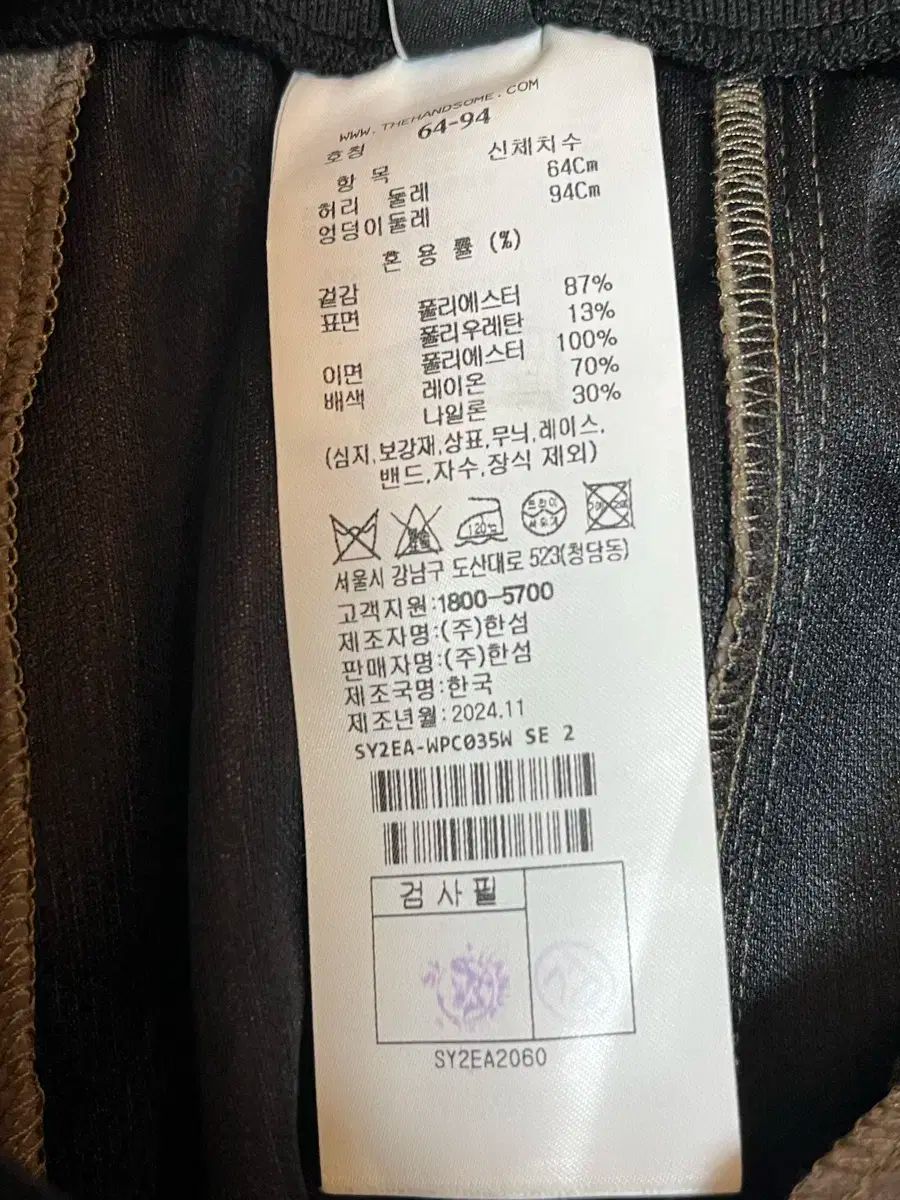 WWW.THEHANDSOME.COM
호칭 64-94
항 목 신체치수
허리 둘레 64Cm
엉덩이둘레 94Cm
혼 용 률 (%)
겉감
표면 폴리에스터 87%
폴리우레탄 13%
이면 폴리에스터 100%
배색 레이온 70%
나일론 30%
(심지,보강재,상표,무늬,레이스,
밴드,자수,장식 제외)
120℃
서울시 강남구 도산대로 523(청담동)
고객지원:1800-5700
제조자명:(주)한섬
판매자명:(주)한섬
제조국명:한국
제조년월:2024.11
SY2EA-WPC035W SE 2
검 사 필
SY2EA2060